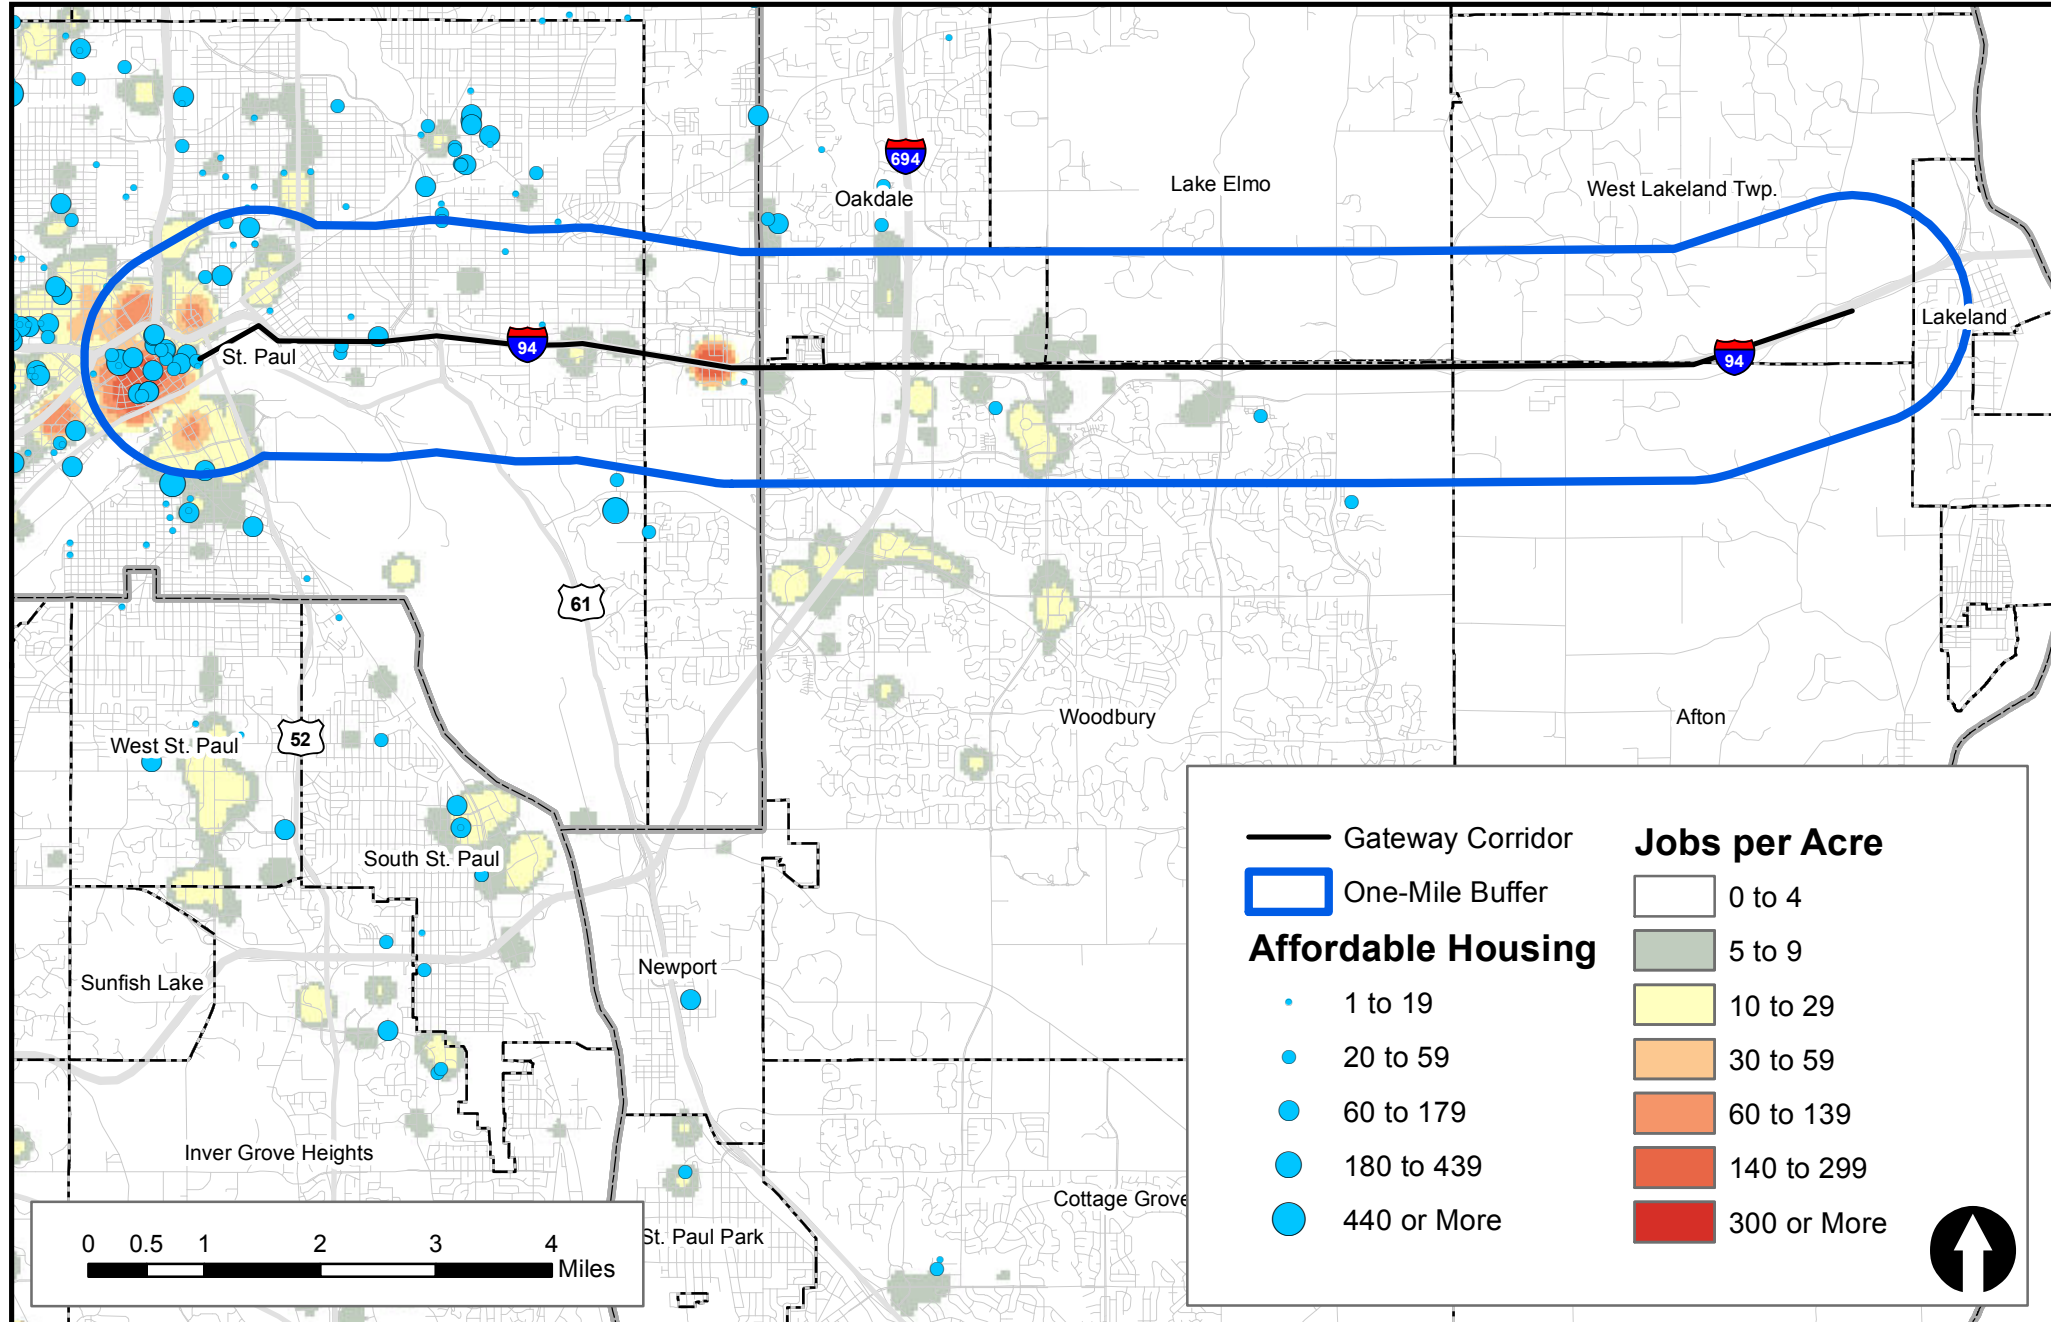 694
Oakdale
Lake Elmo
West Lakeland Twp.
St. Paul
94
94
Lakeland
61
Woodbury
Afton
West St. Paul
52
South St. Paul
Sunfish Lake
Newport
Inver Grove Heights
Cottage Grove
St. Paul Park
0 0.5 1 2 3 4
Miles
Gateway Corridor
One-Mile Buffer
Affordable Housing
1 to 19
20 to 59
60 to 179
180 to 439
440 or More
Jobs per Acre
0 to 4
5 to 9
10 to 29
30 to 59
60 to 139
140 to 299
300 or More